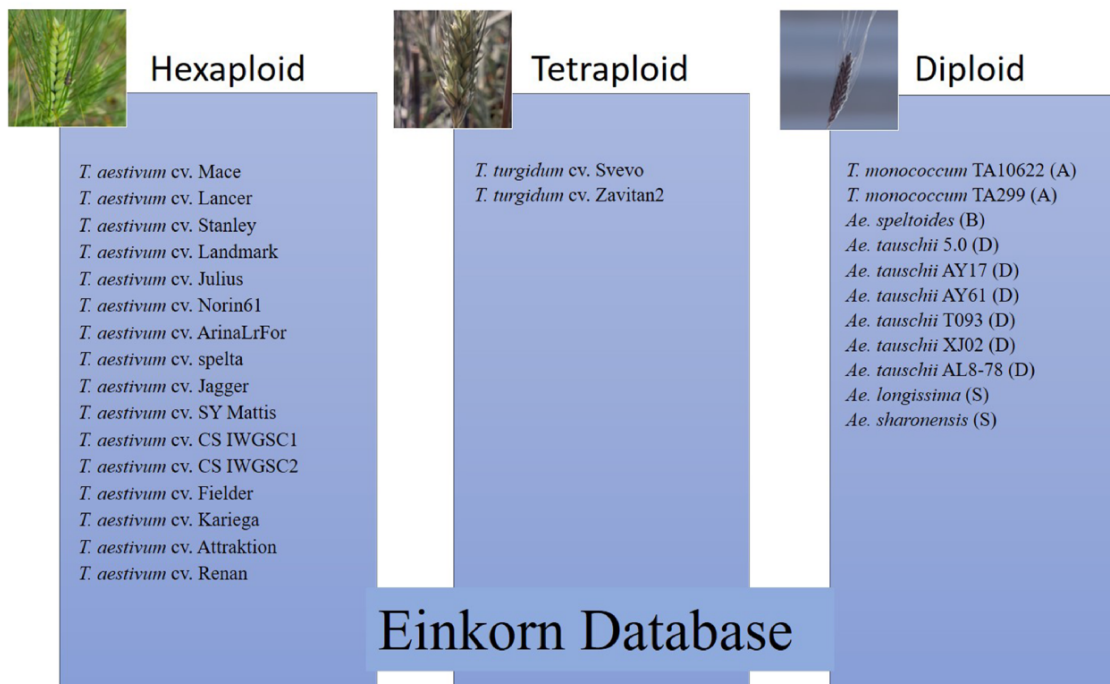 Hexaploid
T. aestivum cv. Mace
T. aestivum cv. Lancer
T. aestivum cv. Stanley
T. aestivum cv. Landmark
T. aestivum cv. Julius
T. aestivum cv. Norin61
T. aestivum cv. ArinaLrFor
T. aestivum cv. spelta
T. aestivum cv. Jagger
T. aestivum cv. SY Mattis
T. aestivum cv. CS IWGSC1
T. aestivum cv. CS IWGSC2
T. aestivum cv. Fielder
T. aestivum cv. Kariega
T. aestivum cv. Attraktion
T. aestivum cv. Renan
Tetraploid
T. turgidum cv. Svevo
T. turgidum cv. Zavitan2
Diploid
T. monococcum TA10622 (A)
T. monococcum TA299 (A)
Ae. speltoides (B)
Ae. tauschii 5.0 (D)
Ae. tauschii AY17 (D)
Ae. tauschii AY61 (D)
Ae. tauschii T093 (D)
Ae. tauschii XJ02 (D)
Ae. tauschii AL8-78 (D)
Ae. longissima (S)
Ae. sharonensis (S)
Einkorn Database